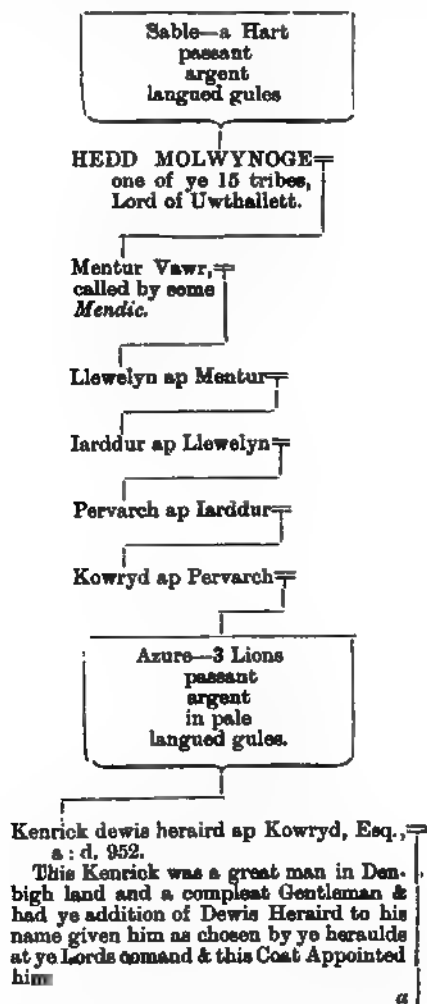 Sable—a Hart
passant
argent
langued gules
HEDD MOLWYNOGE=
one of ye 15 tribes,
Lord of Uwthallett.
Mentur Vawr,=
called by some
Mendic.
Llewelyn ap Mentur=
Iarddur ap Llewelyn=
Pervarch ap Iarddur=
Kowryd ap Pervarch=
Azure—3 Lions
passant
argent
in pale
langued gules.
Kenrick dewis heraird ap Kowryd, Esq.,=
a : d. 952.
This Kenrick was a great man in Den-
bigh land and a compleat Gentleman &
had ye addition of Dewis Heraird to his
name given him as chosen by ye heraulds
at ye Lords comand & this Coat Appointed
him
a